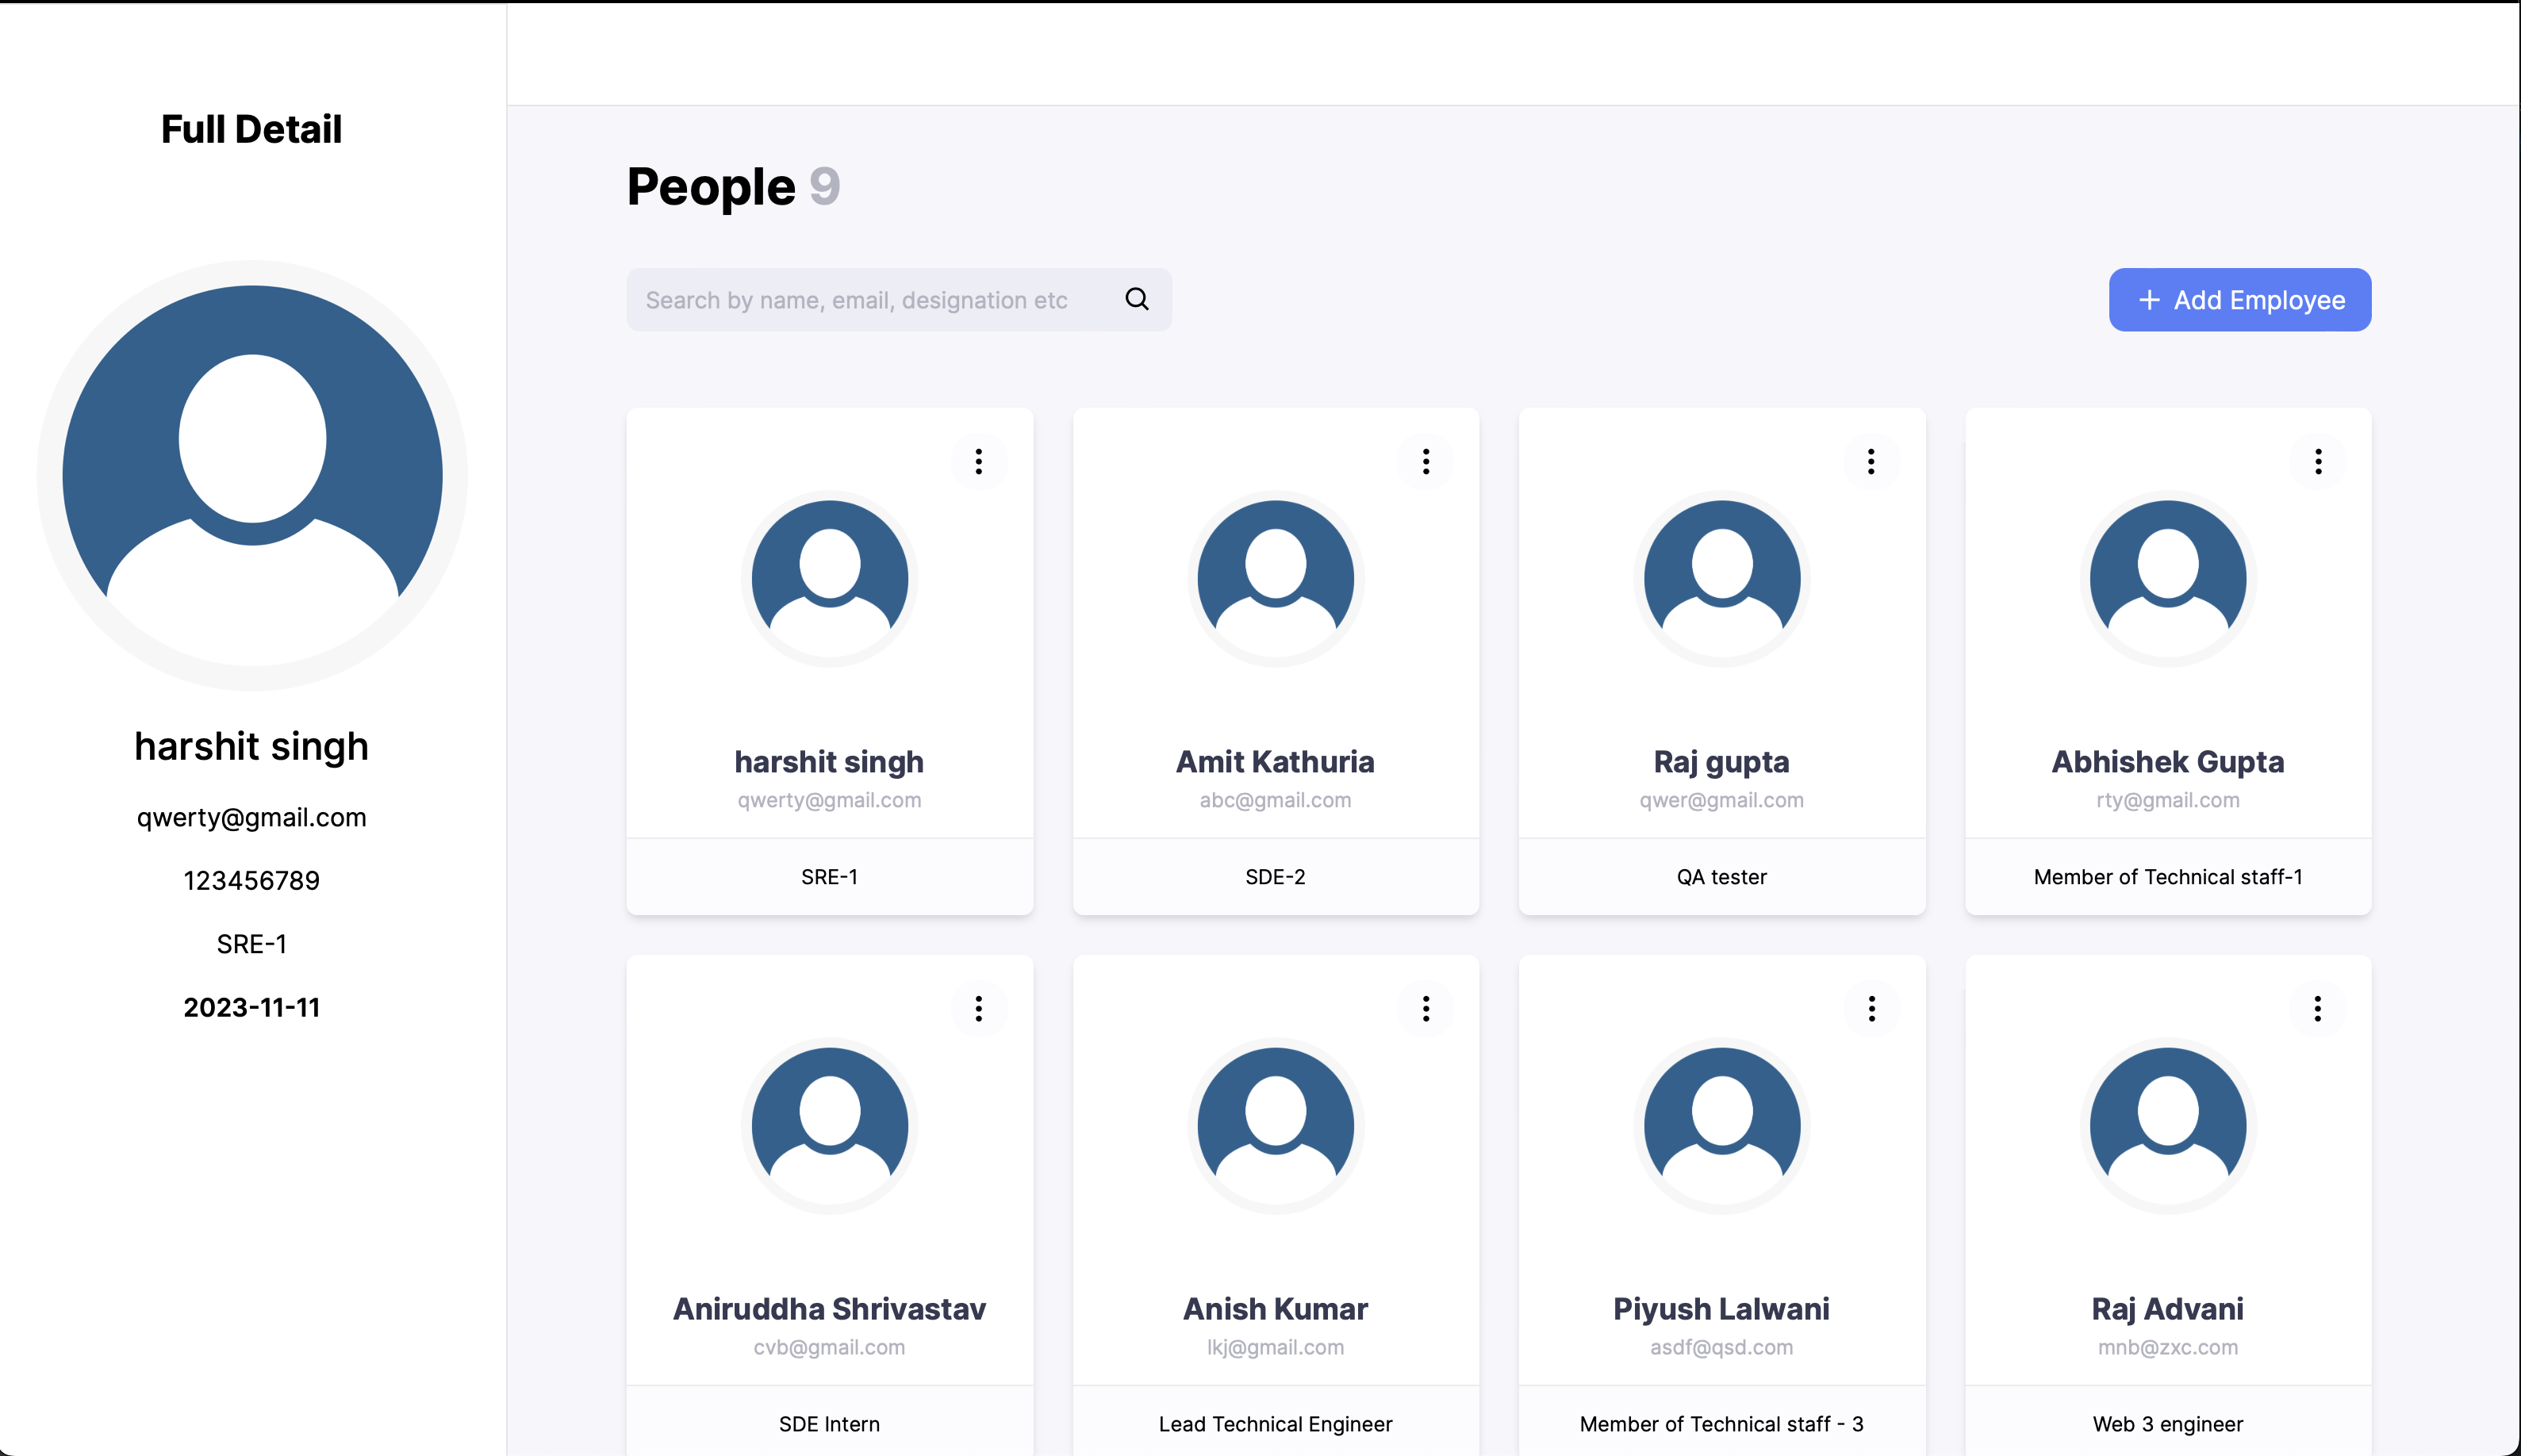 Full Detail
harshit singh
qwerty@gmail.com
123456789
SRE-1
2023-11-11
People 9
Search by name, email, designation etc
+ Add Employee
harshit singh
qwerty@gmail.com
SRE-1
Amit Kathuria
abc@gmail.com
SDE-2
Raj gupta
qwer@gmail.com
QA tester
Abhishek Gupta
rty@gmail.com
Member of Technical staff-1
Aniruddha Shrivastav
cvb@gmail.com
SDE Intern
Anish Kumar
lkj@gmail.com
Lead Technical Engineer
Piyush Lalwani
asdf@qsd.com
Member of Technical staff - 3
Raj Advani
mnb@zxc.com
Web 3 engineer